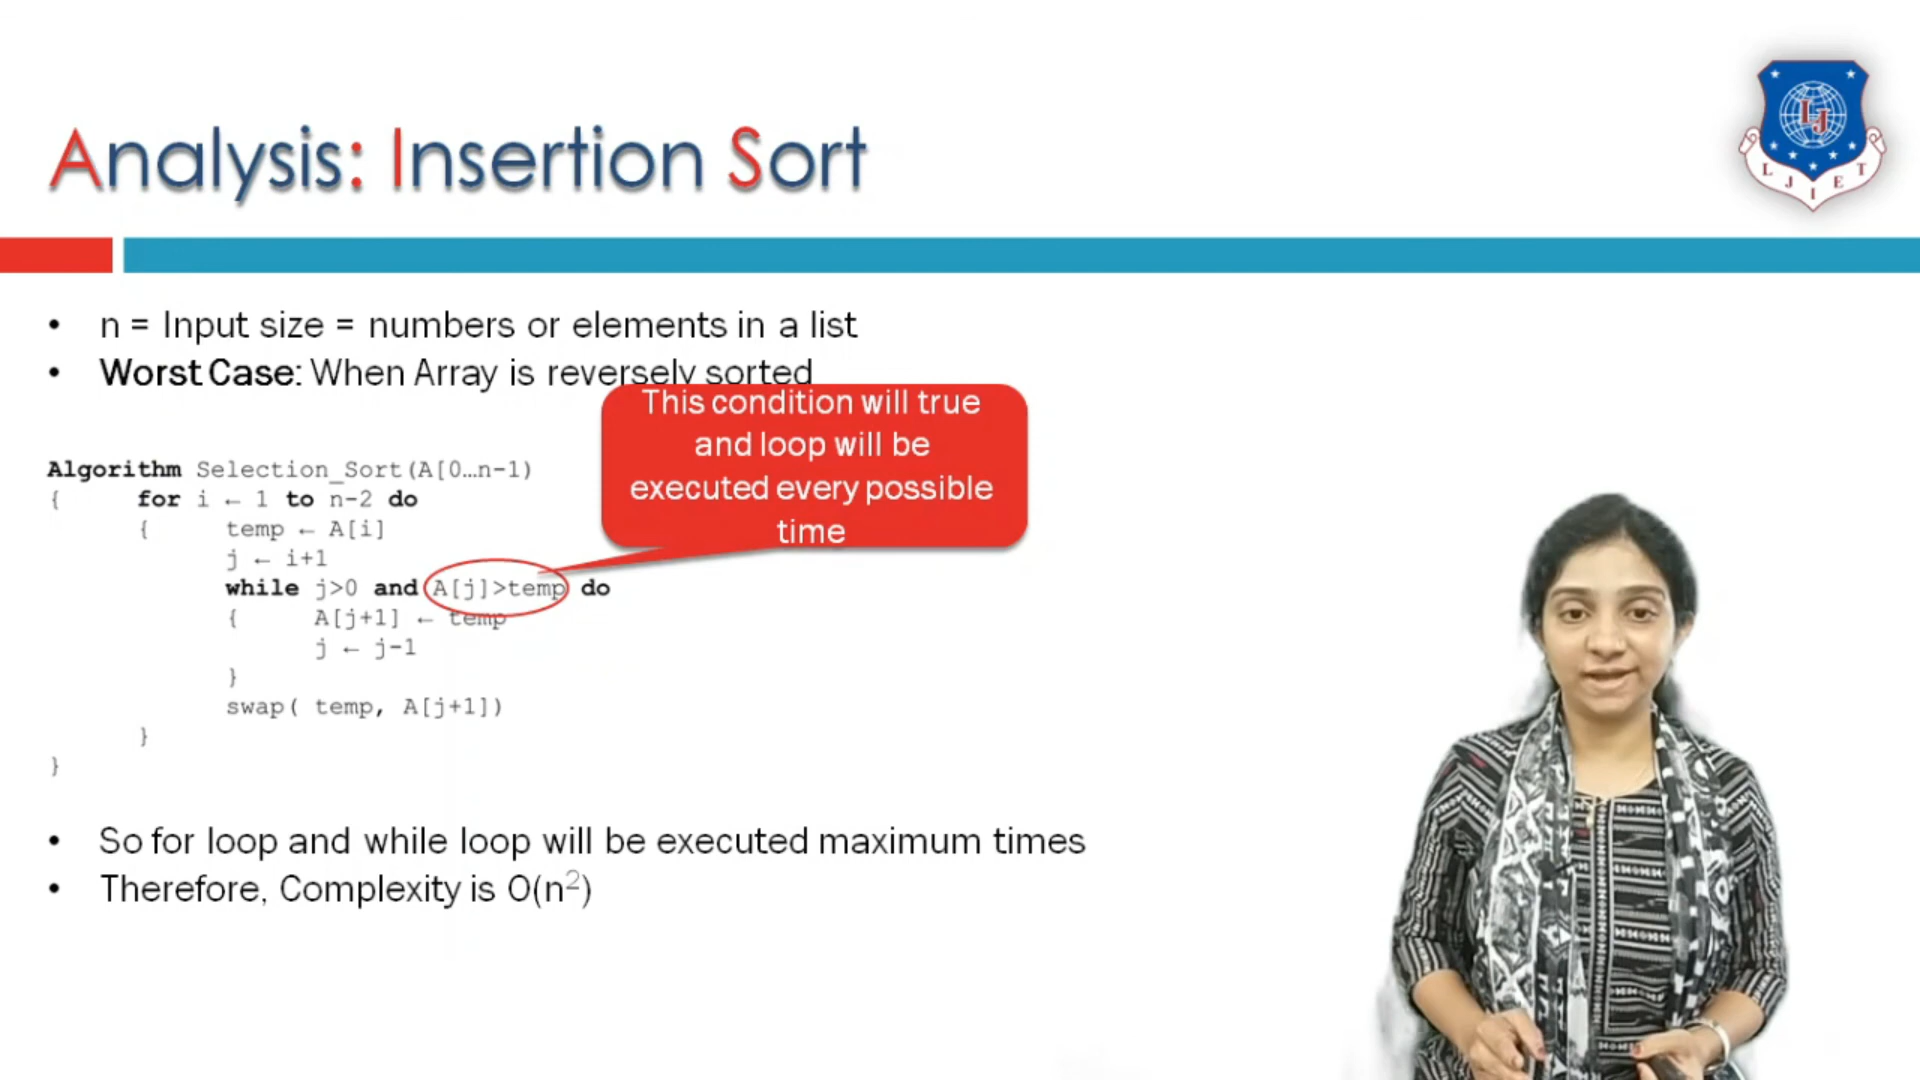 Analysis: Insertion Sort
L J I E T
LJ
• n = Input size = numbers or elements in a list
• Worst Case: When Array is reversely sorted
This condition will true
and loop will be
executed every possible
time
Algorithm Selection_Sort(A[0…n-1)
{ for i ← 1 to n-2 do
{ temp ← A[i]
j ← i+1
while j>0 and A[j]>temp do
{ A[j+1] ← temp
j ← j-1
}
swap( temp, A[j+1])
}
}
• So for loop and while loop will be executed maximum times
• Therefore, Complexity is O(n²)